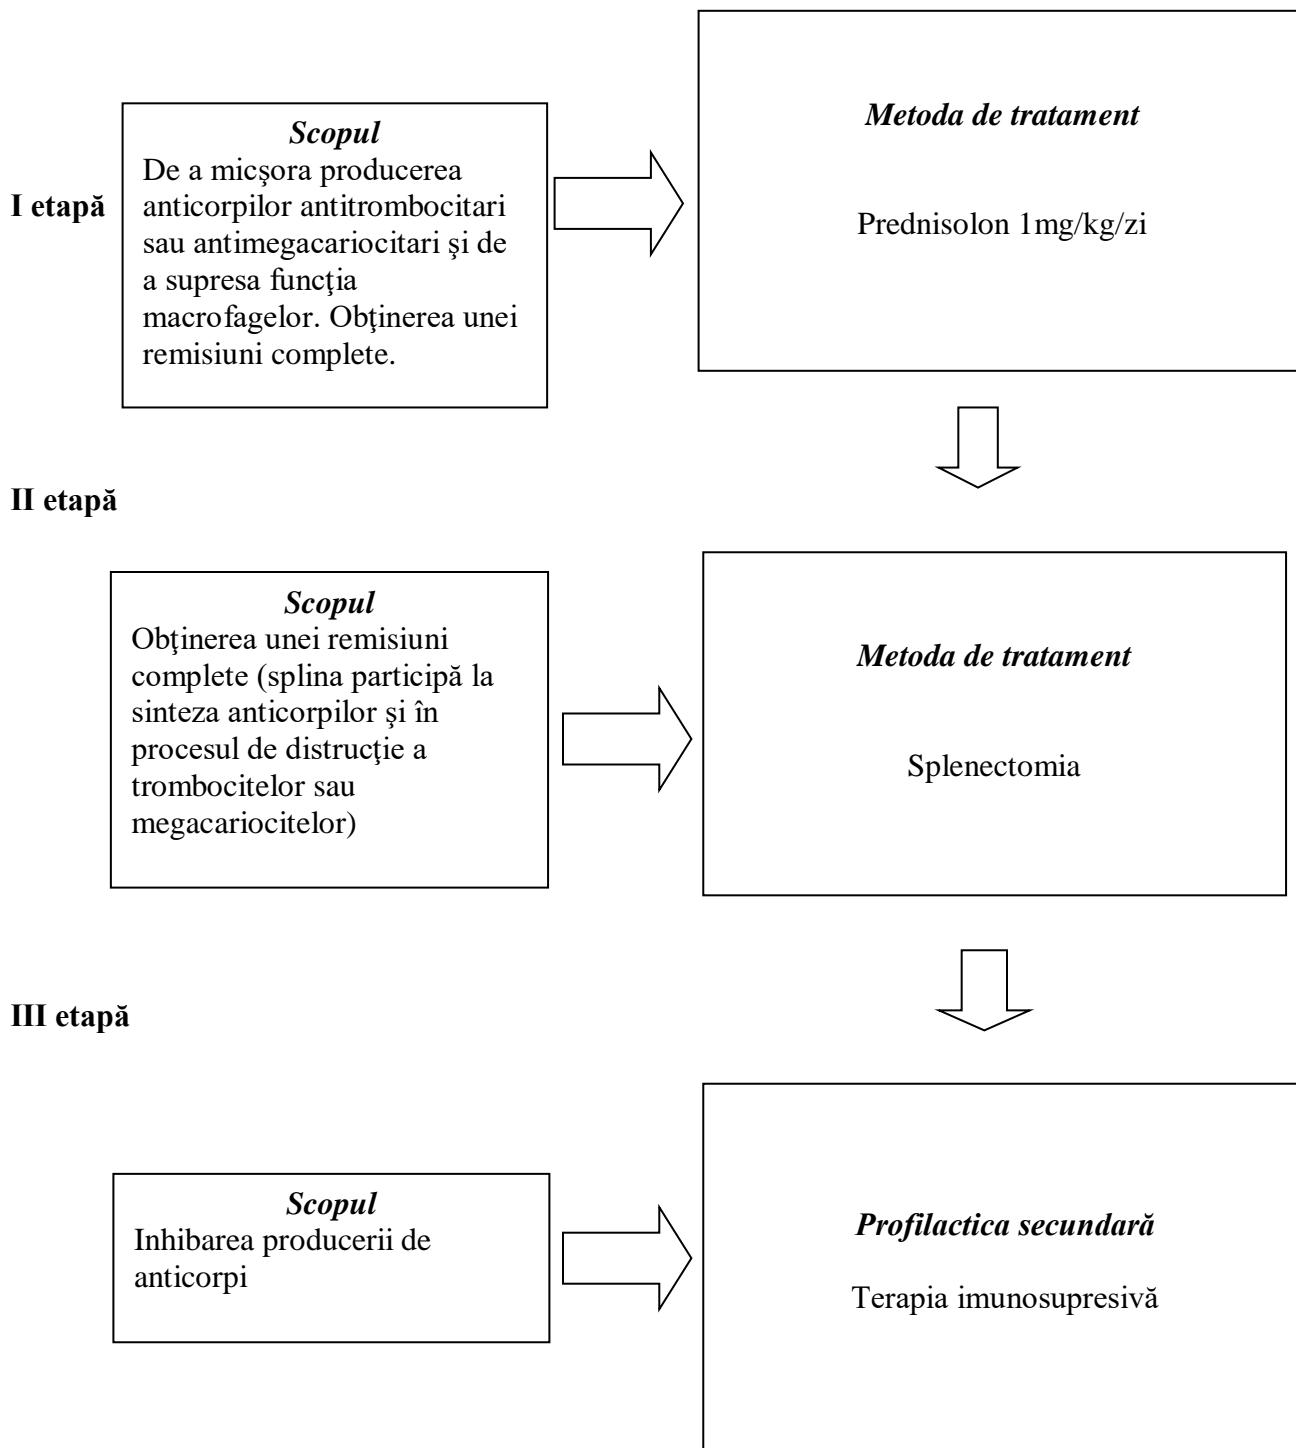 I etapă
Scopul
De a micşora producerea
anticorpilor antitrombocitari
sau antimegacariocitari şi de
a supresa funcţia
macrofagelor. Obţinerea unei
remisiuni complete.
Metoda de tratament
Prednisolon 1mg/kg/zi
II etapă
Scopul
Obţinerea unei remisiuni
complete (splina participă la
sinteza anticorpilor şi în
procesul de distrucţie a
trombocitelor sau
megacariocitelor)
Metoda de tratament
Splenectomia
III etapă
Scopul
Inhibarea producerii de
anticorpi
Profilactica secundară
Terapia imunosupresivă